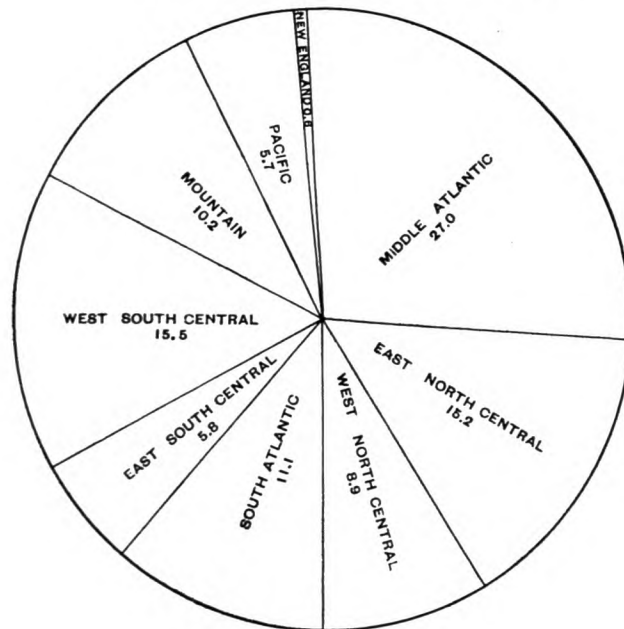 NEW ENGLAND 0.6
MIDDLE ATLANTIC
27.0
EAST NORTH CENTRAL
15.2
WEST NORTH CENTRAL
8.9
SOUTH ATLANTIC
11.1
EAST SOUTH CENTRAL
5.8
WEST SOUTH CENTRAL
15.5
MOUNTAIN
10.2
PACIFIC
5.7